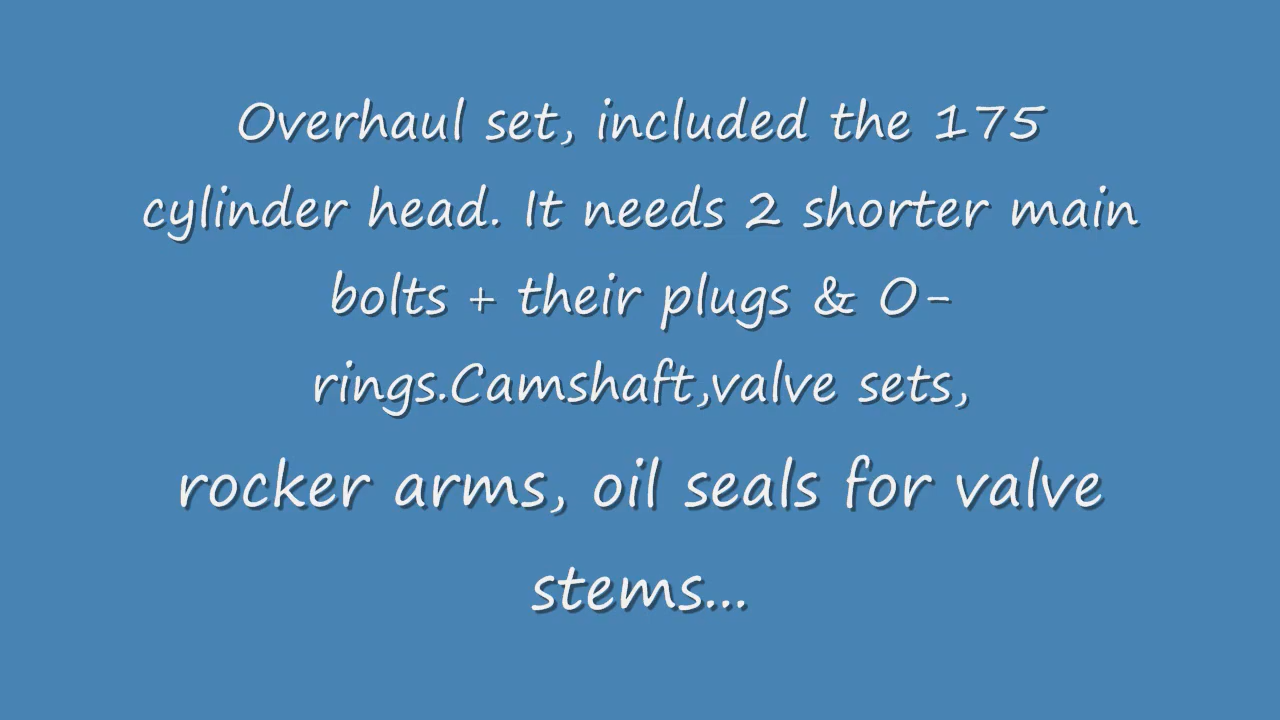 Overhaul set, included the 175
cylinder head. It needs 2 shorter main
bolts + their plugs & O-
rings.Camshaft,valve sets,
rocker arms, oil seals for valve
stems...